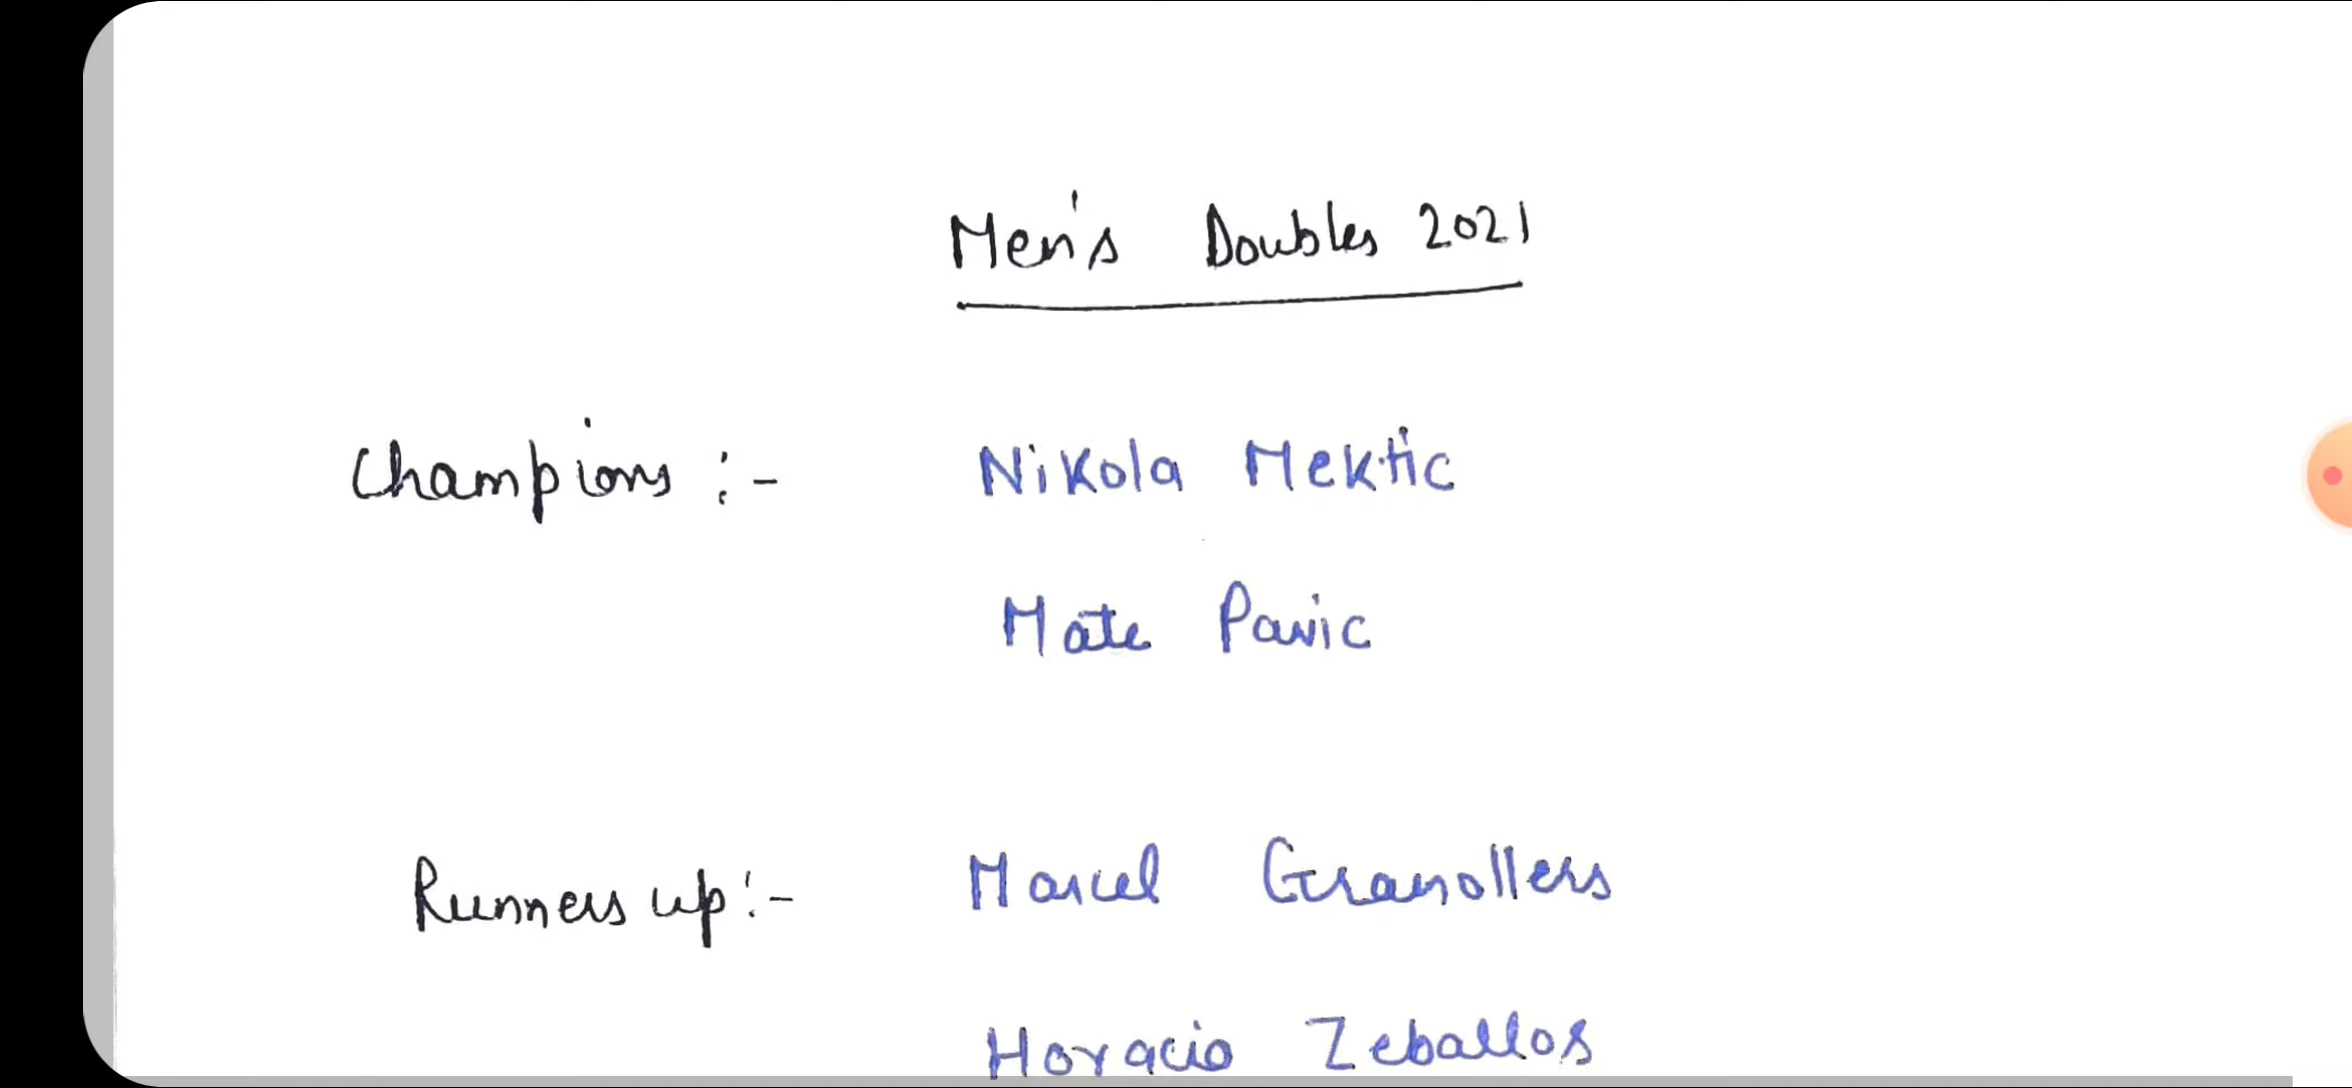 Men's Doubles 2021
Champions :- Nikola Mektic
Mate Pavic
Runners up :- Marcel Granollers
Horacio Zeballos